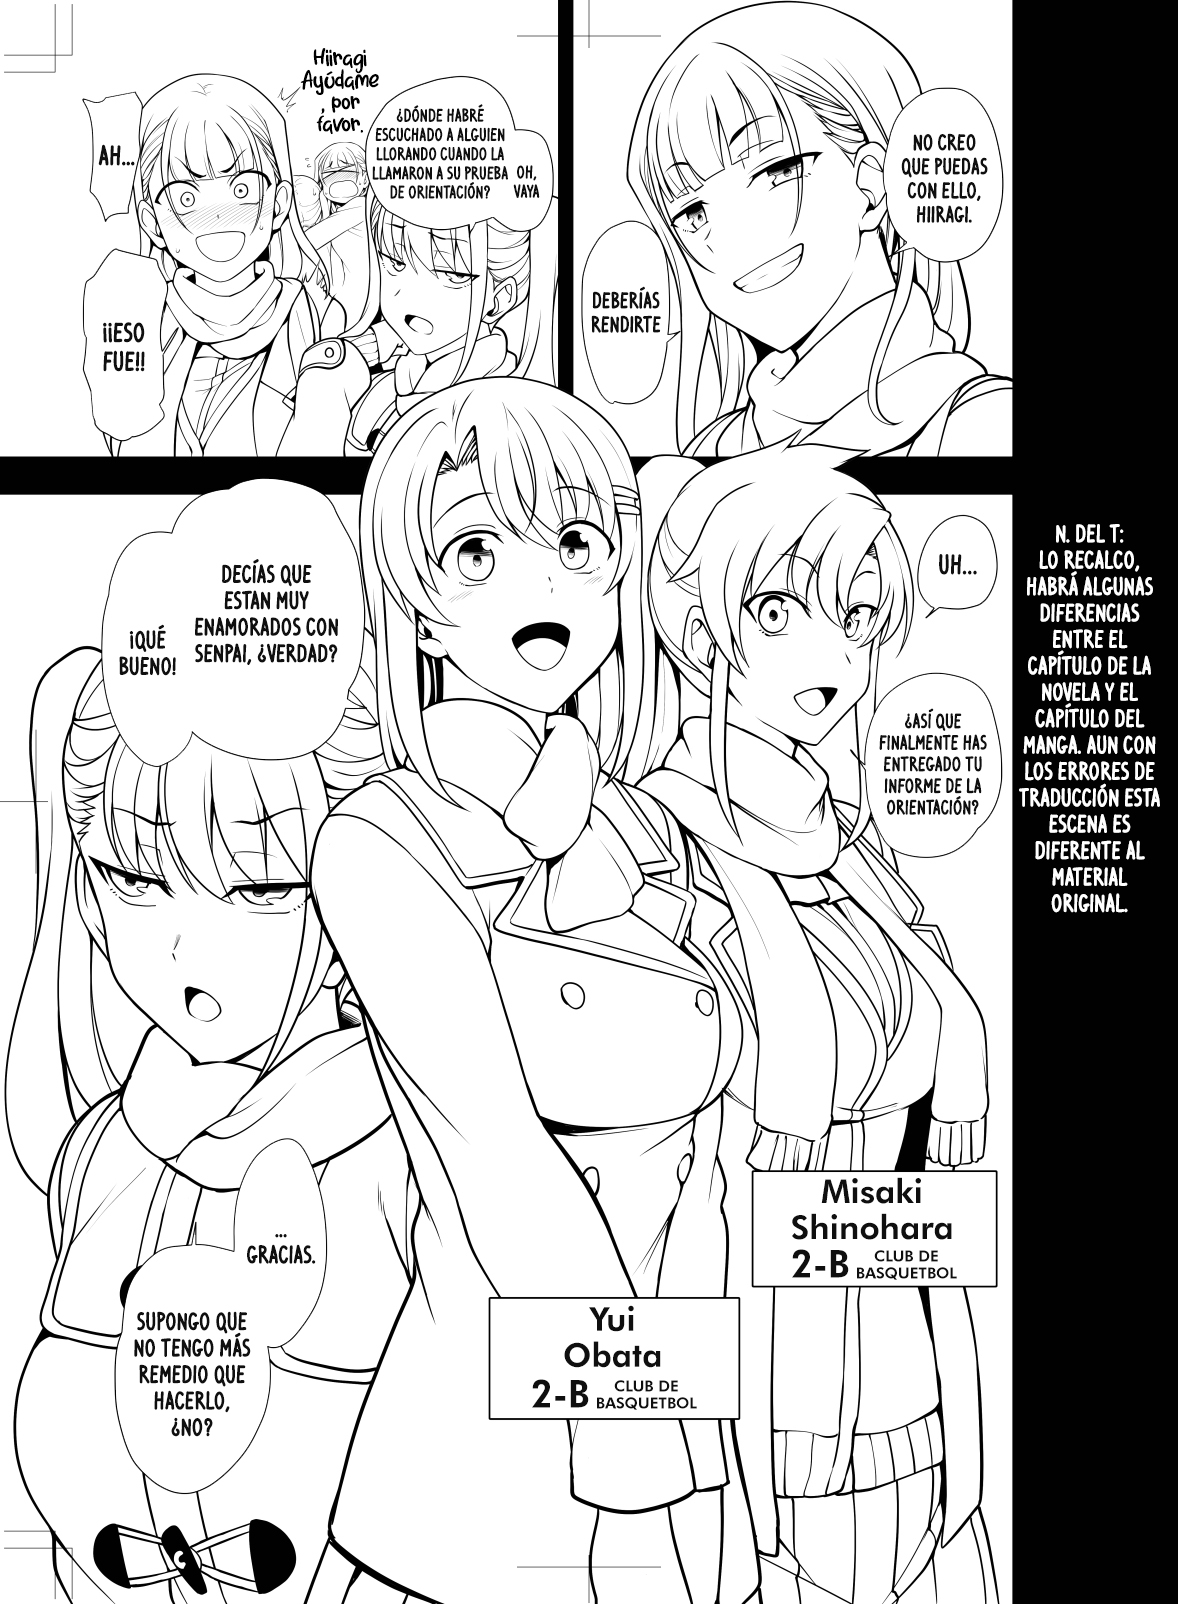 NO CREO
QUE PUEDAS
CON ELLO,
HIIRAGI.
DEBERÍAS
RENDIRTE
OH,
VAYA
¿DÓNDE HABRÉ
ESCUCHADO A ALGUIEN
LLORANDO CUANDO LA
LLAMARON A SU PRUEBA
DE ORIENTACIÓN?
Hiiragi
Ayúdame
, por
favor.
AH...
¡¡ESO
FUE!!
UH...
¿ASÍ QUE
FINALMENTE HAS
ENTREGADO TU
INFORME DE LA
ORIENTACIÓN?
DECÍAS QUE
ESTAN MUY
ENAMORADOS CON
SENPAI, ¿VERDAD?
¡QUÉ
BUENO!
Misaki
Shinohara
2-B CLUB DE
BASQUETBOL
Yui
Obata
2-B CLUB DE
BASQUETBOL
...
GRACIAS.
SUPONGO QUE
NO TENGO MÁS
REMEDIO QUE
HACERLO,
¿NO?
N. DEL T:
LO RECALCO,
HABRÁ ALGUNAS
DIFERENCIAS
ENTRE EL
CAPÍTULO DE LA
NOVELA Y EL
CAPÍTULO DEL
MANGA. AUN CON
LOS ERRORES DE
TRADUCCIÓN ESTA
ESCENA ES
DIFERENTE AL
MATERIAL
ORIGINAL.